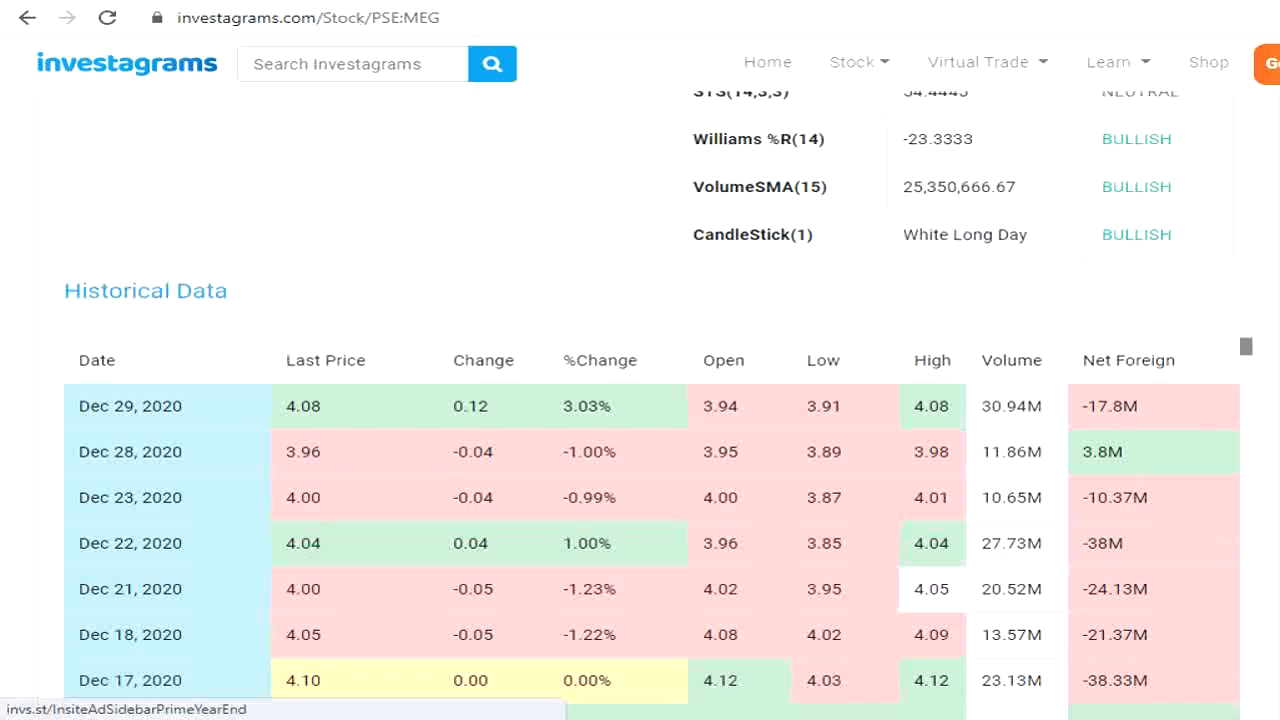 investagrams.com/Stock/PSE:MEG
investagrams Search Investagrams Home Stock Virtual Trade Learn Shop
STS(14,3,3) 54.4445 NEUTRAL
Williams %R(14) -23.3333 BULLISH
VolumeSMA(15) 25,350,666.67 BULLISH
CandleStick(1) White Long Day BULLISH
Historical Data
Date Last Price Change %Change Open Low High Volume Net Foreign
Dec 29, 2020 4.08 0.12 3.03% 3.94 3.91 4.08 30.94M -17.8M
Dec 28, 2020 3.96 -0.04 -1.00% 3.95 3.89 3.98 11.86M 3.8M
Dec 23, 2020 4.00 -0.04 -0.99% 4.00 3.87 4.01 10.65M -10.37M
Dec 22, 2020 4.04 0.04 1.00% 3.96 3.85 4.04 27.73M -38M
Dec 21, 2020 4.00 -0.05 -1.23% 4.02 3.95 4.05 20.52M -24.13M
Dec 18, 2020 4.05 -0.05 -1.22% 4.08 4.02 4.09 13.57M -21.37M
Dec 17, 2020 4.10 0.00 0.00% 4.12 4.03 4.12 23.13M -38.33M
invs.st/InsiteAdSidebarPrimeYearEnd